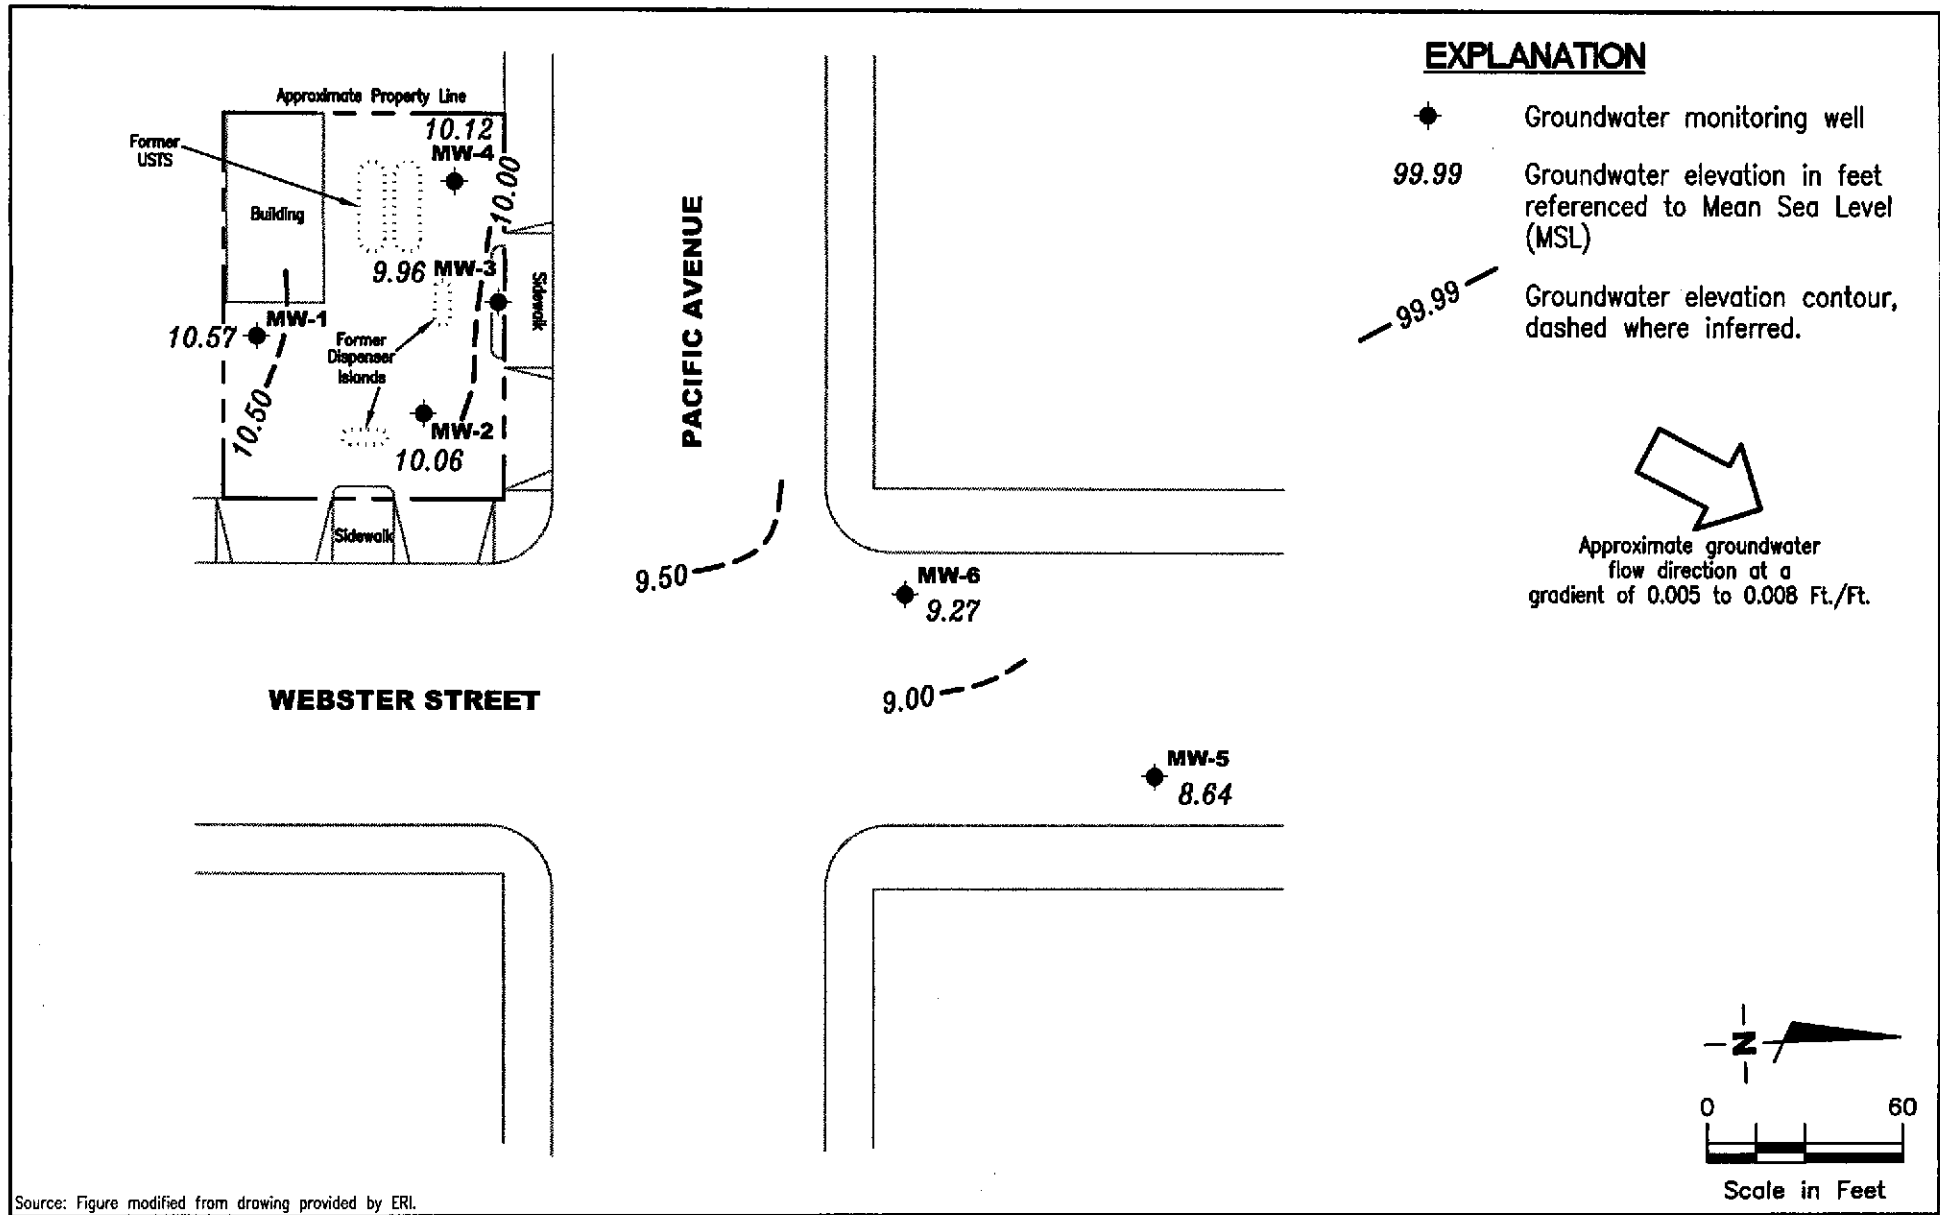 EXPLANATION
Groundwater monitoring well
99.99
Groundwater elevation in feet
referenced to Mean Sea Level
(MSL)
99.99
Groundwater elevation contour,
dashed where inferred.
Approximate groundwater
flow direction at a
gradient of 0.005 to 0.008 Ft./Ft.
Approximate Property Line
Former
USTS
10.12
MW-4
10.00
Building
9.96
MW-3
Sidewalk
MW-1
10.57
Former
Dispenser
Islands
10.50
MW-2
10.06
Sidewalk
PACIFIC AVENUE
9.50
MW-6
9.27
WEBSTER STREET
9.00
MW-5
8.64
N
0 60
Scale in Feet
Source: Figure modified from drawing provided by ERI.